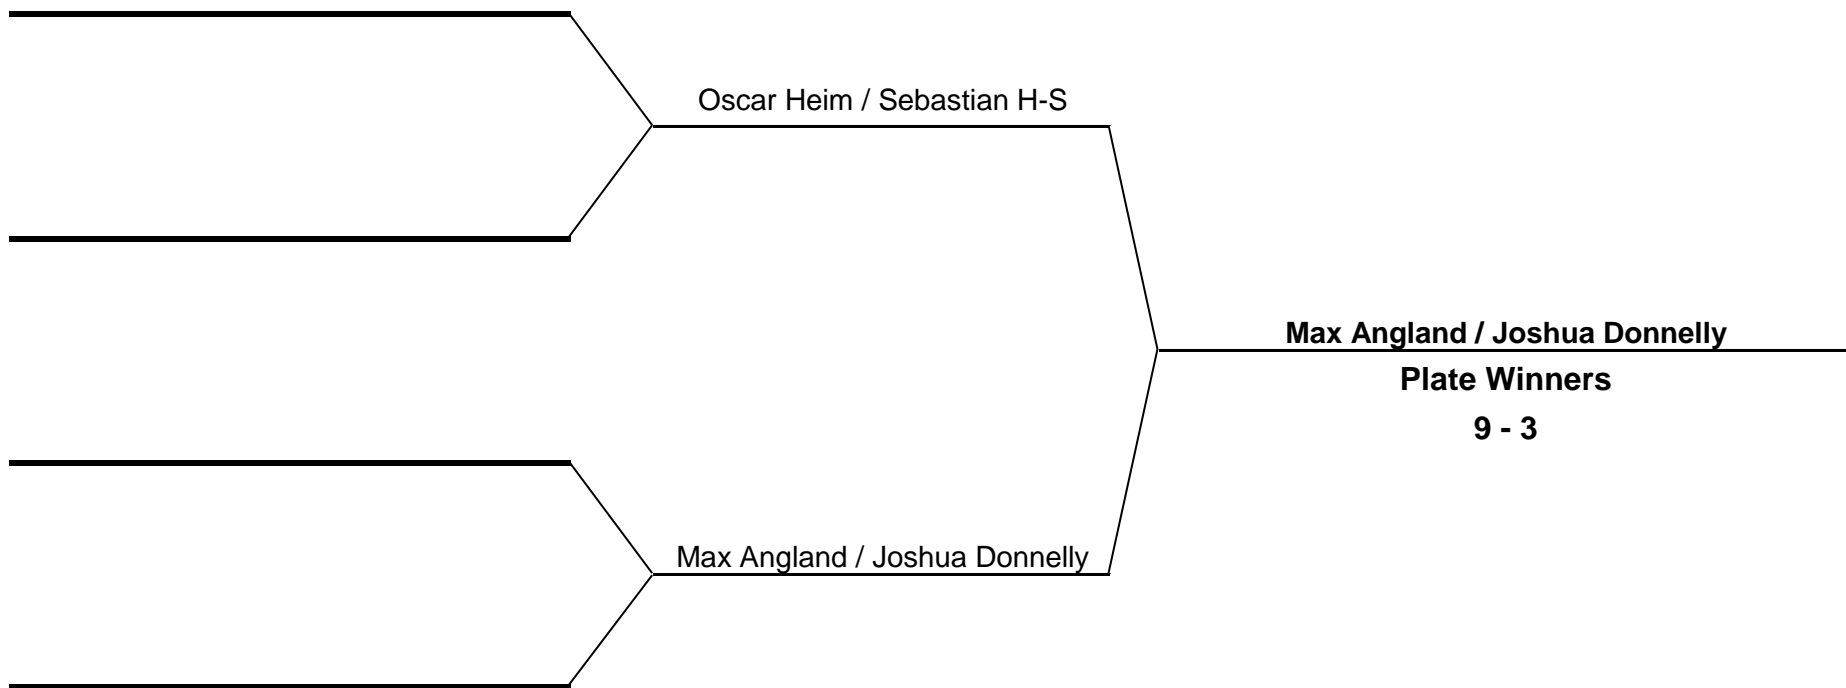 Oscar Heim / Sebastian H-S
Max Angland / Joshua Donnelly
Plate Winners
9 - 3
Max Angland / Joshua Donnelly